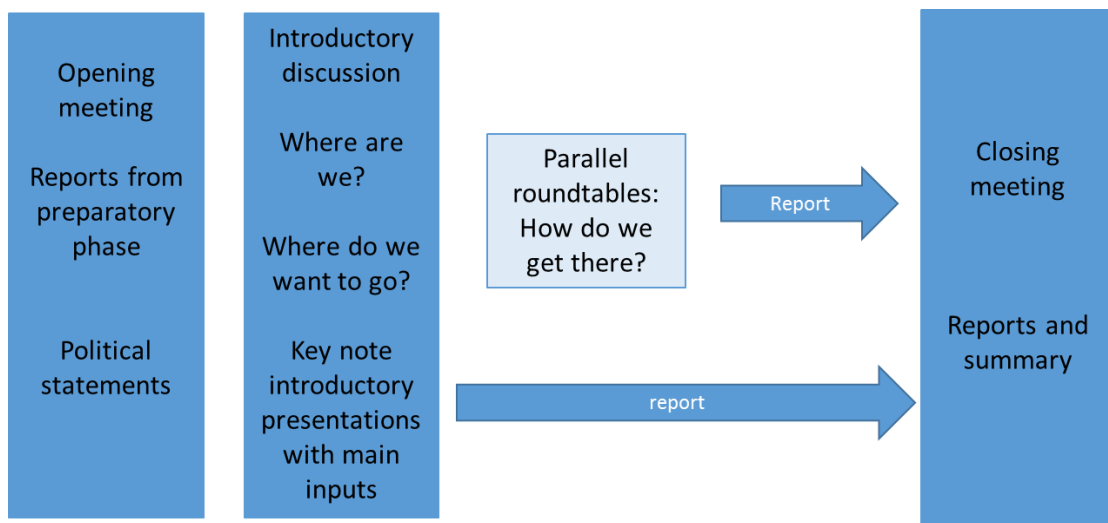 Opening
meeting
Reports from
preparatory
phase
Political
statements
Introductory
discussion
Where are
we?
Where do we
want to go?
Key note
introductory
presentations
with main
inputs
Parallel
roundtables:
How do we
get there?
Report
report
Closing
meeting
Reports and
summary